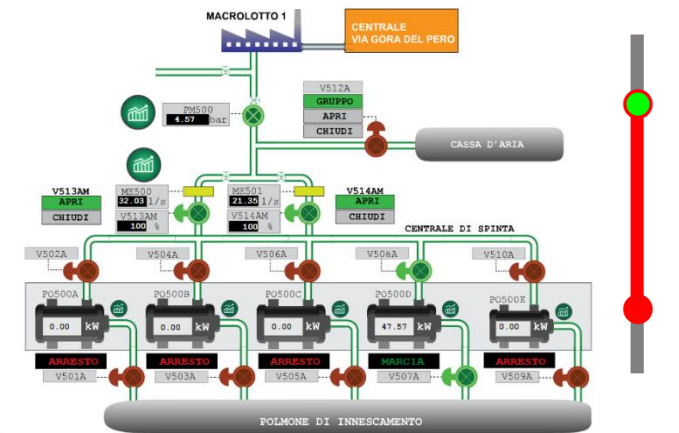 MACROLOTTO 1
CENTRALE
VIA GORA DEL PERO
V512A
GRUPPO
APRI
CHIUDI
PM500
4.57 bar
CASSA D'ARIA
V513AM
APRI
CHIUDI
ME500
32.03 l/s
V513AM
100 %
ME501
21.35 l/s
V514AM
100 %
V514AM
APRI
CHIUDI
CENTRALE DI SPINTA
V502A
V504A
V506A
V508A
V510A
PO500A
PO500B
PO500C
PO500D
PO500E
0.00 kW
0.00 kW
0.00 kW
47.57 kW
0.00 kW
ARRESTO
ARRESTO
ARRESTO
MARCIA
ARRESTO
V501A
V503A
V505A
V507A
V509A
POLMONE DI INNESCAMENTO